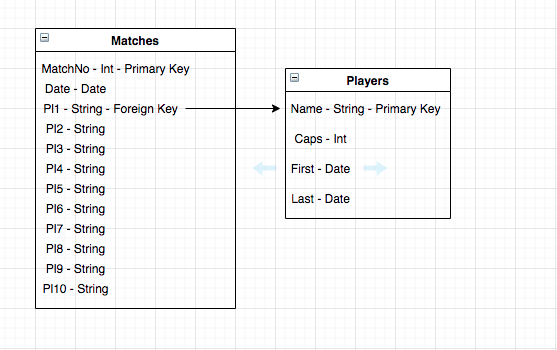 Matches
MatchNo - Int - Primary Key
Date - Date
Pl1 - String - Foreign Key
Pl2 - String
Pl3 - String
Pl4 - String
Pl5 - String
Pl6 - String
Pl7 - String
Pl8 - String
Pl9 - String
Pl10 - String
Players
Name - String - Primary Key
Caps - Int
First - Date
Last - Date